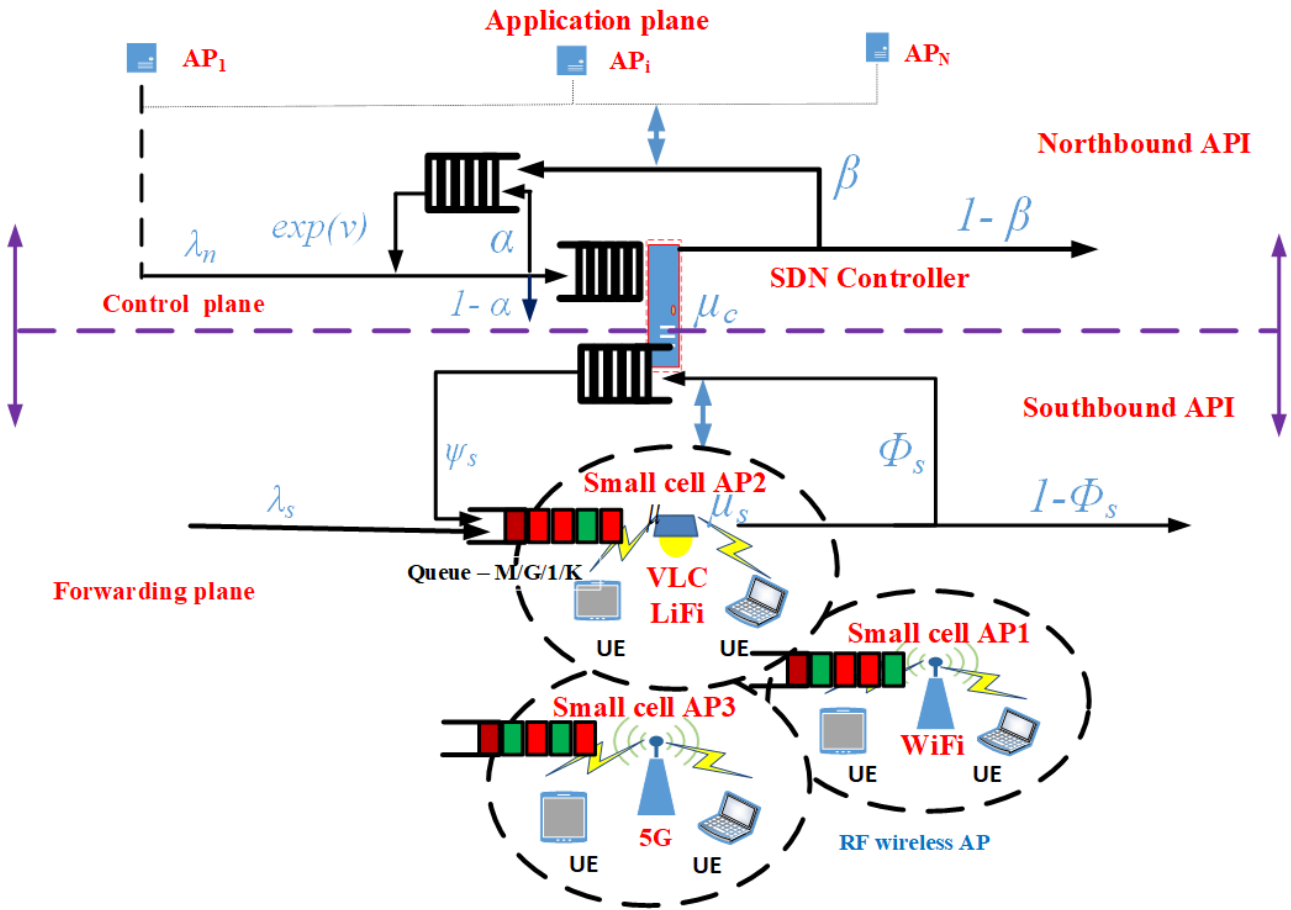 Application plane
AP1
APi
APN
Northbound API
β
exp(v)
α
1- β
λn
SDN Controller
Control plane
1- α
μc
Southbound API
ψs
Φs
Small cell AP2
λs
μs
1-Φs
Queue – M/G/1/K
VLC
LiFi
Forwarding plane
UE
UE
Small cell AP1
Small cell AP3
WiFi
UE
UE
5G
RF wireless AP
UE
UE